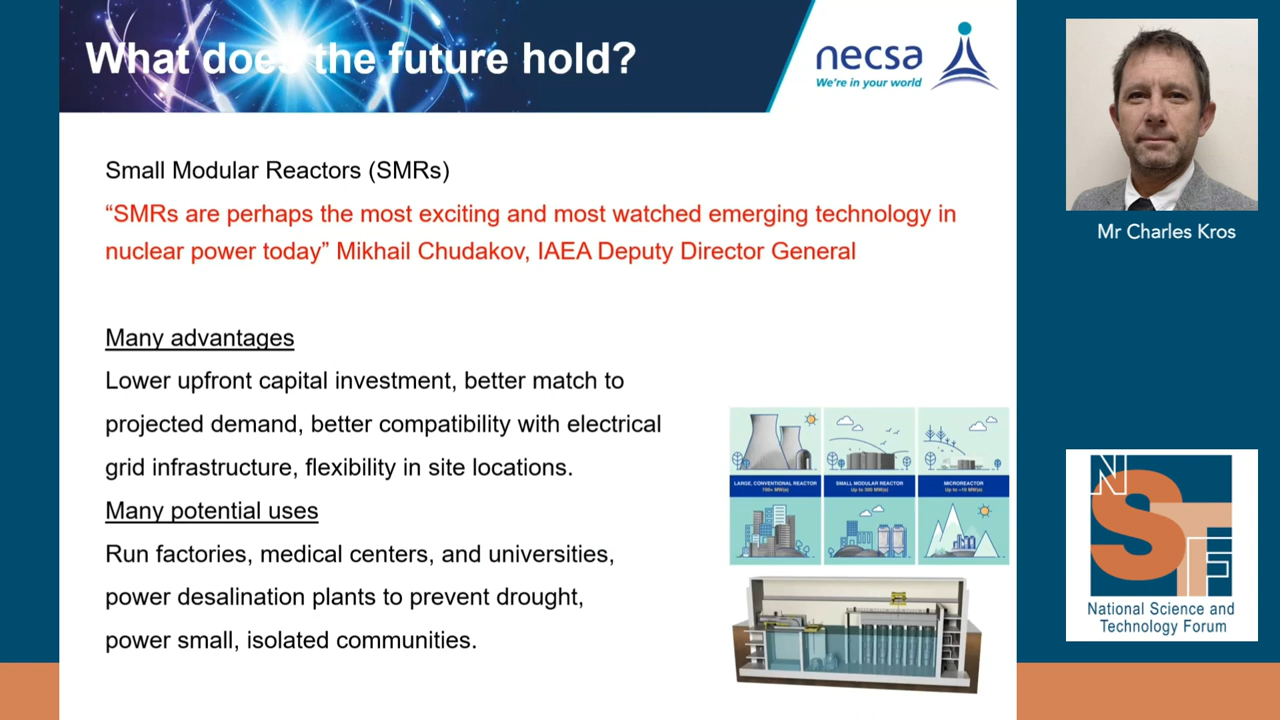 What does the future hold?
necsa
We're in your world
Small Modular Reactors (SMRs)
“SMRs are perhaps the most exciting and most watched emerging technology in
nuclear power today” Mikhail Chudakov, IAEA Deputy Director General
Many advantages
Lower upfront capital investment, better match to
projected demand, better compatibility with electrical
grid infrastructure, flexibility in site locations.
Many potential uses
Run factories, medical centers, and universities,
power desalination plants to prevent drought,
power small, isolated communities.
LARGE, CONVENTIONAL REACTOR
700+ MW(e)
SMALL MODULAR REACTOR
Up to 300 MW(e)
MICROREACTOR
Up to ~10 MW(e)
Mr Charles Kros
NSTF
National Science and
Technology Forum